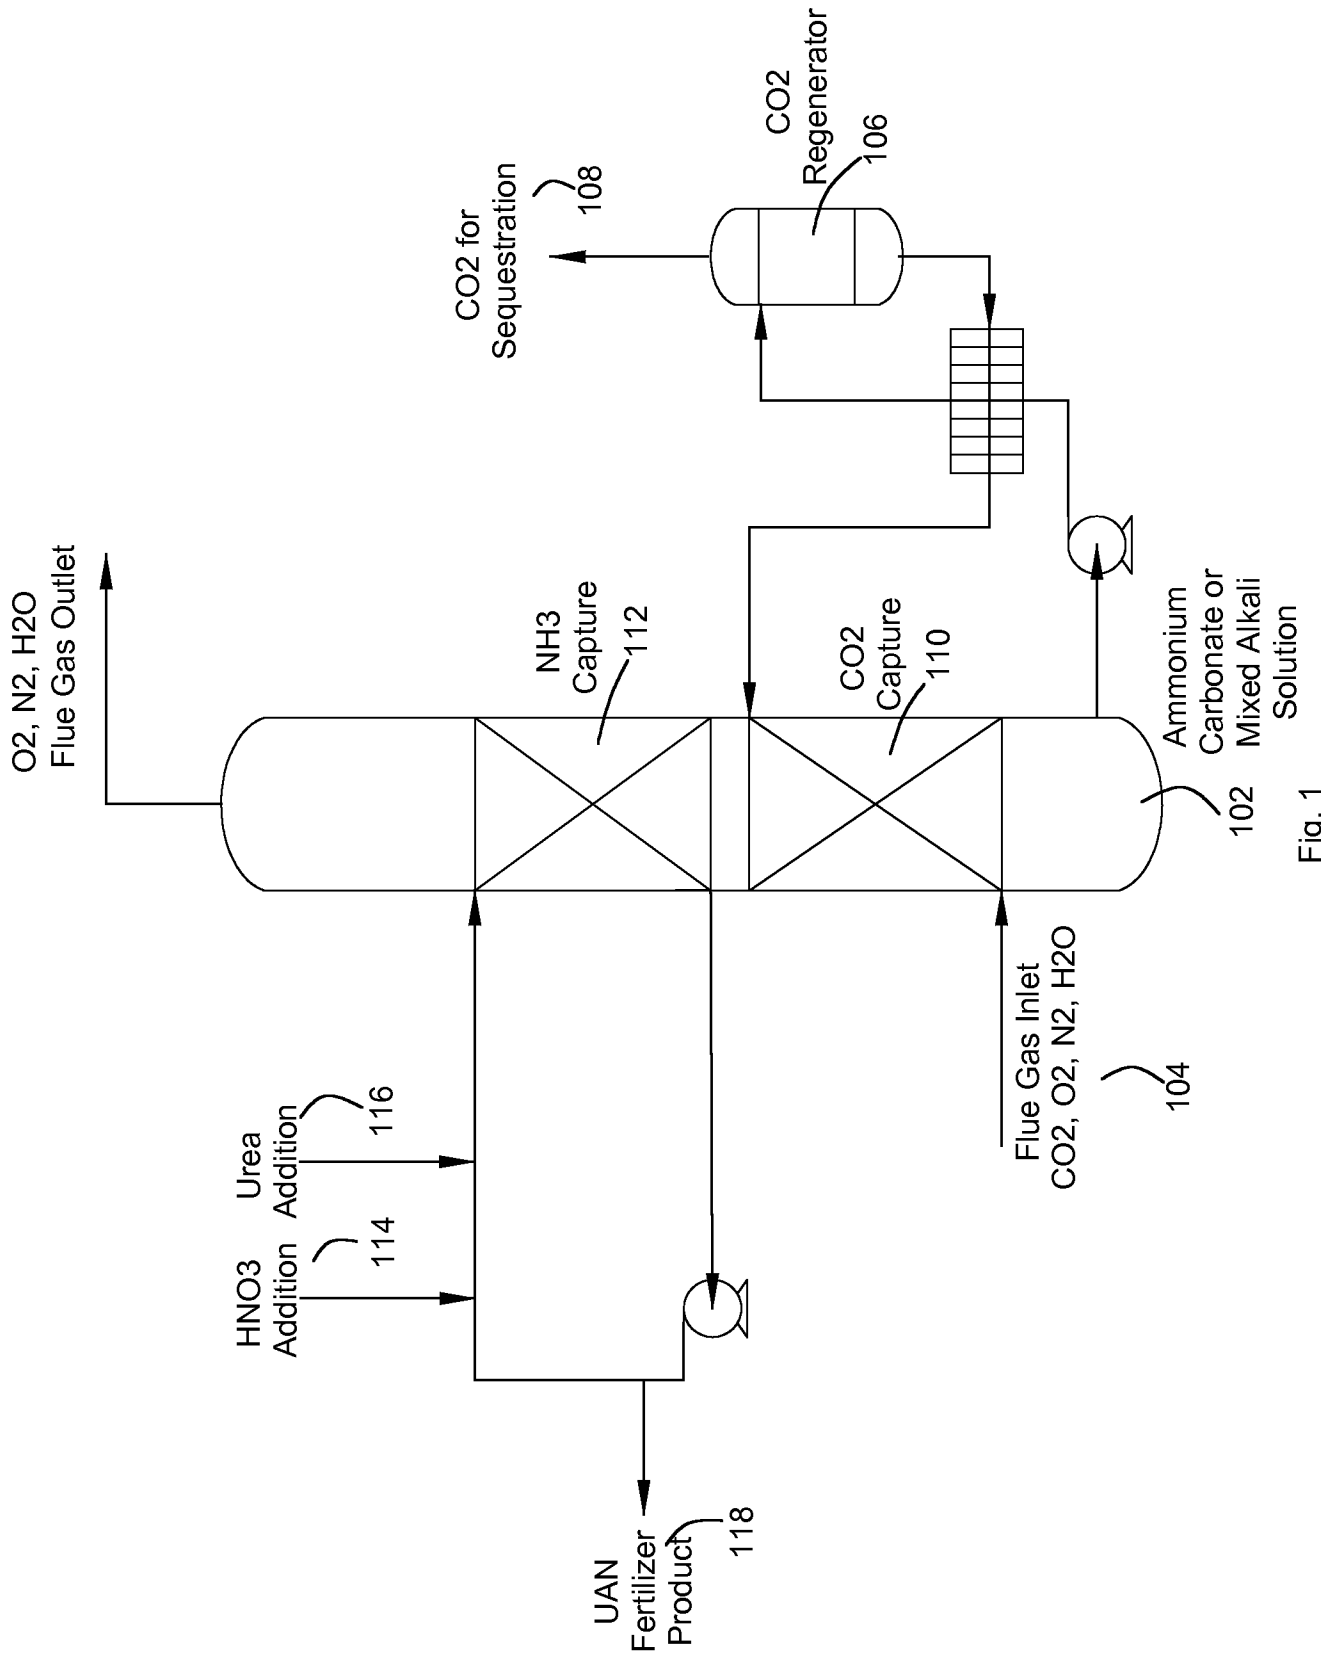 O2, N2, H2O
Flue Gas Outlet
CO2 for
Sequestration
108
CO2
Regenerator
106
HNO3
Addition
114
Urea
Addition
116
NH3
Capture
112
CO2
Capture
110
UAN
Fertilizer
Product
118
Flue Gas Inlet
CO2, O2, N2, H2O
104
Ammonium
Carbonate or
Mixed Alkali
Solution
102
Fig. 1